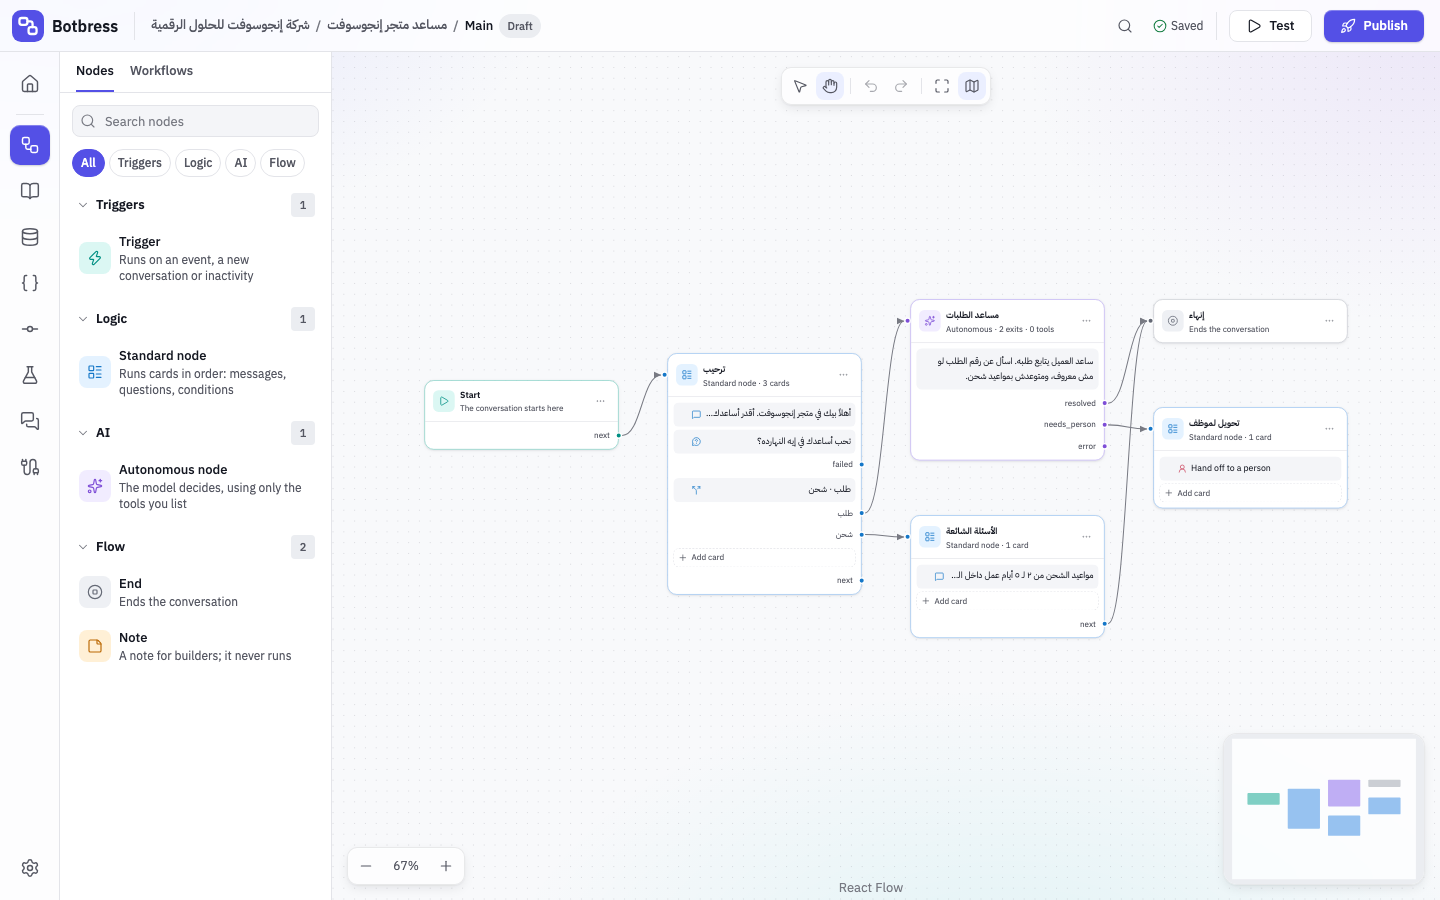 Botbress
شركة إنجوسوفت للحلول الرقمية / مساعد متجر إنجوسوفت / Main Draft
Saved
Test
Publish
Nodes Workflows
Search nodes
All Triggers Logic AI Flow
Triggers 1
Trigger
Runs on an event, a new
conversation or inactivity
Logic 1
Standard node
Runs cards in order: messages,
questions, conditions
AI 1
Autonomous node
The model decides, using only the
tools you list
Flow 2
End
Ends the conversation
Note
A note for builders; it never runs
Start
The conversation starts here
next
ترحيب
Standard node · 3 cards
أهلاً بيك في متجر إنجوسوفت. أقدر أساعدك...
تحب أساعدك في إيه النهارده؟
failed
طلب · شحن
طلب
شحن
Add card
next
مساعد الطلبات
Autonomous · 2 exits · 0 tools
ساعد العميل يتابع طلبه. اسأل عن رقم الطلب لو
مش معروف، ومتوعدش بمواعيد شحن.
resolved
needs_person
error
الأسئلة الشائعة
Standard node · 1 card
مواعيد الشحن من ٢ لـ ٥ أيام عمل داخل الـ...
Add card
next
إنهاء
Ends the conversation
تحويل لموظف
Standard node · 1 card
Hand off to a person
Add card
67%
React Flow